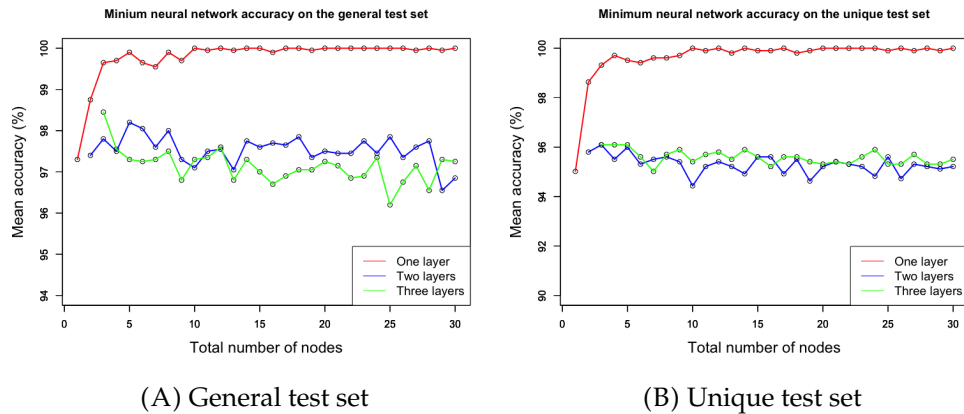 Minium neural network accuracy on the general test set
Mean accuracy (%)
100
99
98
97
96
95
94
0 5 10 15 20 25 30
Total number of nodes
One layer
Two layers
Three layers
(A) General test set
Minimum neural network accuracy on the unique test set
Mean accuracy (%)
100
98
96
94
92
90
0 5 10 15 20 25 30
Total number of nodes
One layer
Two layers
Three layers
(B) Unique test set